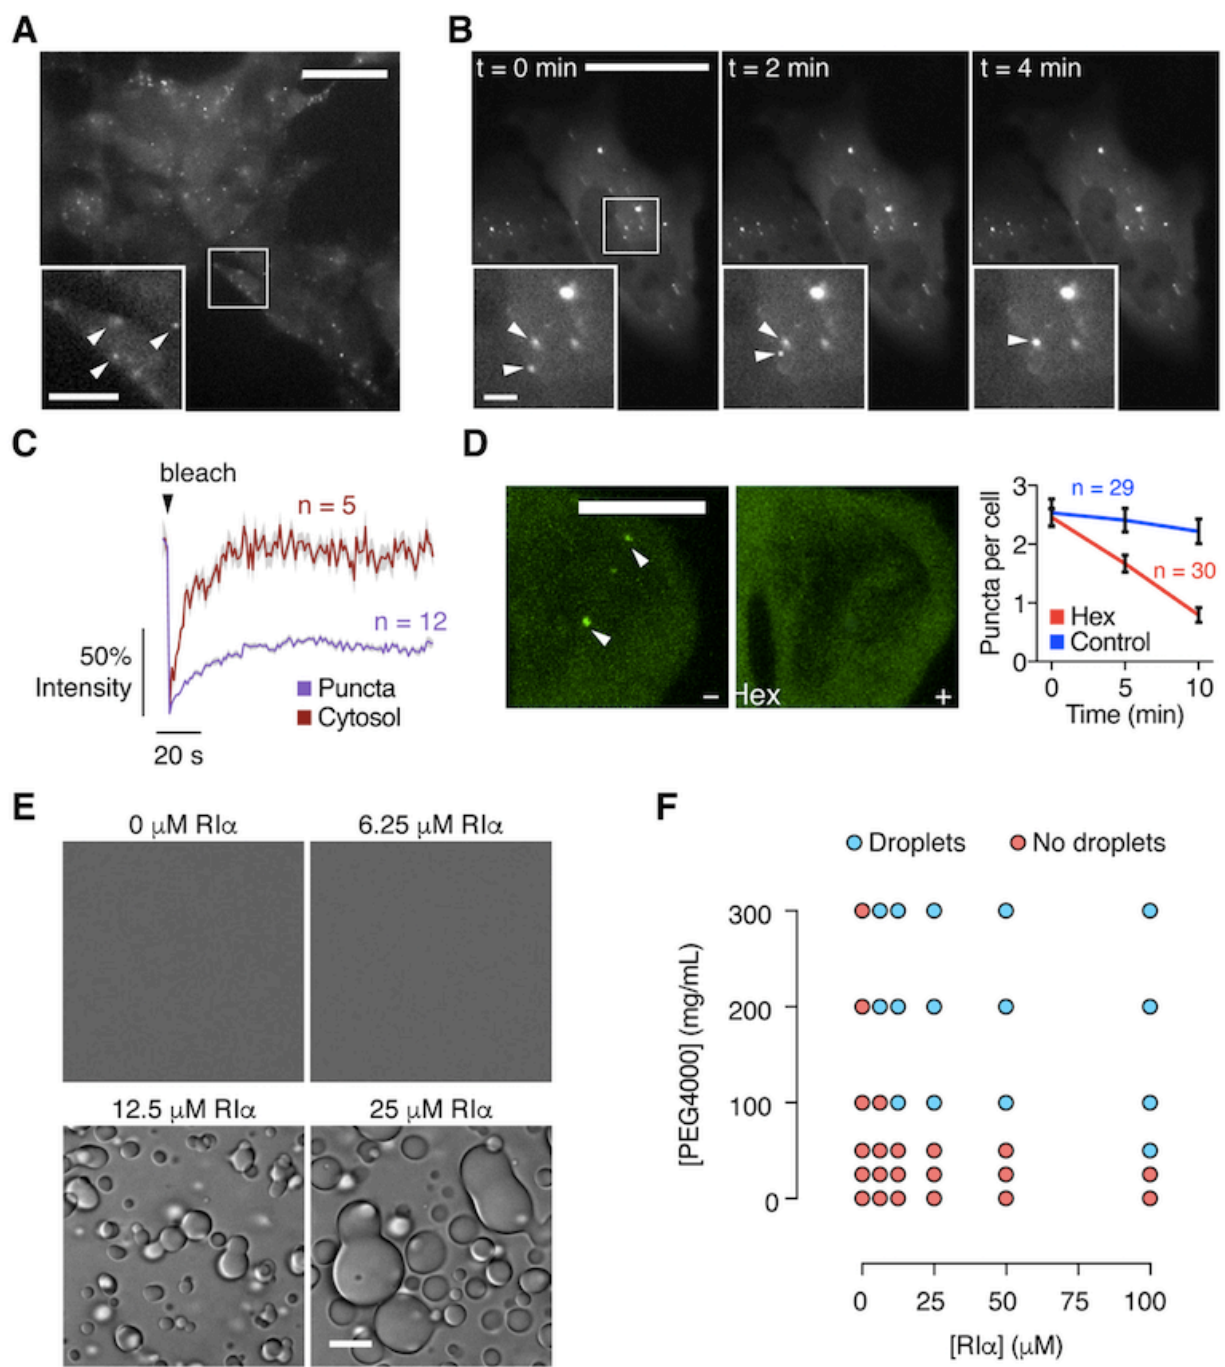 A
B
t = 0 min
t = 2 min
t = 4 min
C
bleach
n = 5
n = 12
50%
Intensity
Puncta
Cytosol
20 s
D
–
Hex
+
Puncta per cell
3
2
1
0
n = 29
n = 30
Hex
Control
0 5 10
Time (min)
E
0 μM RIα
6.25 μM RIα
12.5 μM RIα
25 μM RIα
F
Droplets
No droplets
[PEG4000] (mg/mL)
300
200
100
0
0 25 50 75 100
[RIα] (μM)